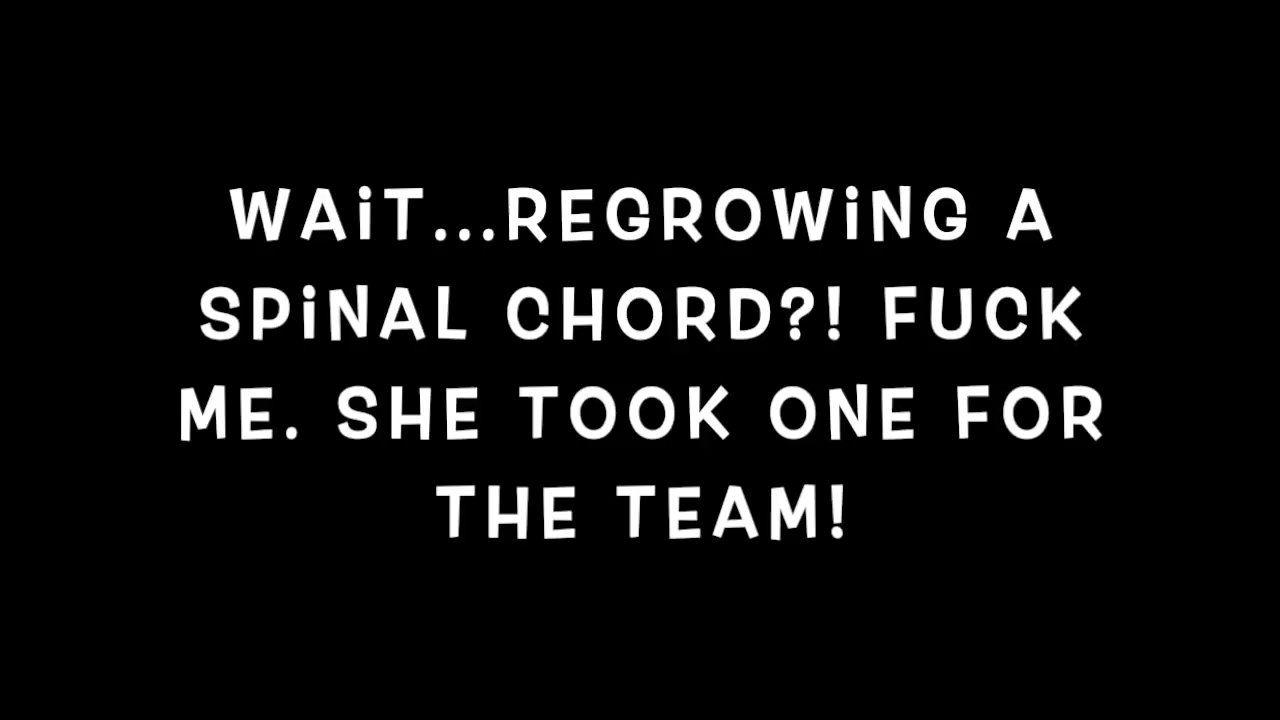 WAiT...REGROWiNG A
SPiNAL CHORD?! FUCK
ME. SHE TOOK ONE FOR
THE TEAM!